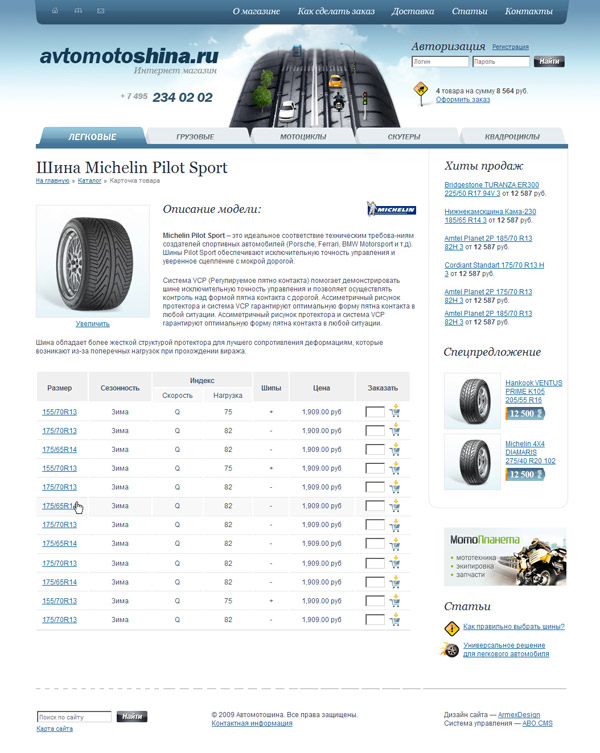 О магазине Как сделать заказ Доставка Статьи Контакты
avtomotoshina.ru
Интернет магазин
+ 7 495 234 02 02
Авторизация Регистрация
Логин Пароль Найти
4 товара на сумму 8 564 руб.
Оформить заказ
ЛЕГКОВЫЕ ГРУЗОВЫЕ МОТОЦИКЛЫ СКУТЕРЫ КВАДРОЦИКЛЫ
Шина Michelin Pilot Sport
На главную » Каталог » Карточка товара
Увеличить
Описание модели:
MICHELIN
Michelin Pilot Sport – это идеальное соответствие техническим требова-ниям
создателей спортивных автомобилей (Porsche, Ferrari, BMW Motorsport и т.д).
Шины Pilot Sport обеспечивают исключительную точность управления и
уверенное сцепление с мокрой дорогой.
Система VCP (Регулируемое пятно контакта) помогает демонстрировать
шине исключительную точность управления и позволяет осуществлять
контроль над формой пятна контакта с дорогой. Ассиметричный рисунок
протектора и система VCP гарантируют оптимальную форму пятна контакта в
любой ситуации. Ассиметричный рисунок протектора и система VCP
гарантируют оптимальную форму пятна контакта в любой ситуации.
Шина обладает более жесткой структурой протектора для лучшего сопротивления деформациям, которые
возникают из-за поперечных нагрузок при прохождении виража.
Размер Сезонность Индекс Шипы Цена Заказать
Скорость Нагрузка
155/70R13 Зима Q 75 + 1,909.00 руб
175/70R13 Зима Q 82 - 1,909.00 руб
175/65R14 Зима Q 82 - 1,909.00 руб
155/70R13 Зима Q 75 + 1,909.00 руб
175/70R13 Зима Q 82 - 1,909.00 руб
175/65R14 Зима Q 82 - 1,909.00 руб
175/70R13 Зима Q 82 - 1,909.00 руб
175/65R14 Зима Q 82 - 1,909.00 руб
175/70R13 Зима Q 82 - 1,909.00 руб
175/65R14 Зима Q 82 - 1,909.00 руб
155/70R13 Зима Q 75 + 1,909.00 руб
175/70R13 Зима Q 82 - 1,909.00 руб
Хиты продаж
Bridgestone TURANZA ER300
225/50 R17 94V 3 от 12 587 руб.
Нижнекамскшина Кама-230
185/65 R14 3 от 12 587 руб.
Amtel Planet 2P 185/70 R13
82H 3 от 12 587 руб.
Cordiant Standart 175/70 R13 H
3 от 12 587 руб.
Amtel Planet 2P 185/70 R13
82H 3 от 12 587 руб.
Amtel Planet 2P 185/70 R13
82H 3 от 12 587 руб.
Спецпредложение
Hankook VENTUS
PRIME K105
205/55 R16
12 500
Michelin 4X4
DIAMARIS
275/40 R20 102
12 500
МотоПланета
• мототехника
• экипировка
• запчасти
Статьи
Как правильно выбрать шины?
Универсальное решение
для легкового автомобиля
Поиск по сайту Найти
Карта сайта
© 2009 Автомотошина. Все права защищены.
Контактная информация
Дизайн сайта — ArmexDesign
Система управления — ABO.CMS